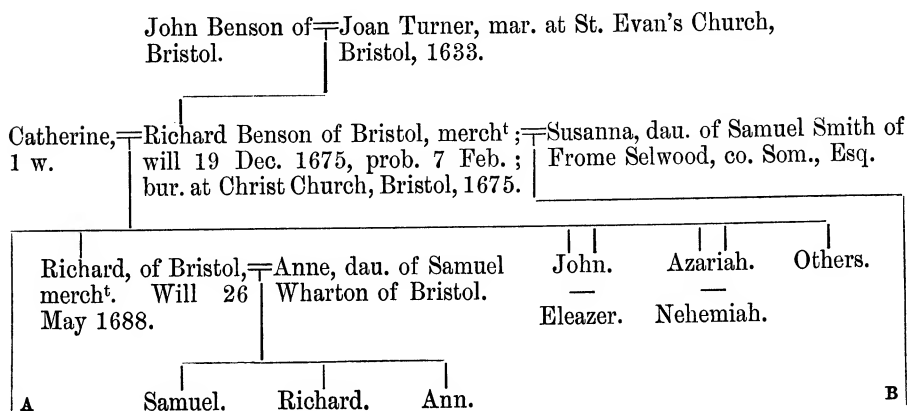 John Benson of Joan Turner, mar. at St. Evan's Church,
Bristol. Bristol, 1633.
Catherine, Richard Benson of Bristol, mercht ; Susanna, dau. of Samuel Smith of
1 w. will 19 Dec. 1675, prob. 7 Feb. ; Frome Selwood, co. Som., Esq.
bur. at Christ Church, Bristol, 1675.
Richard, of Bristol, Anne, dau. of Samuel John. Azariah. Others.
mercht. Will 26 Wharton of Bristol. — —
May 1688. Eleazer. Nehemiah.
A Samuel. Richard. Ann. B